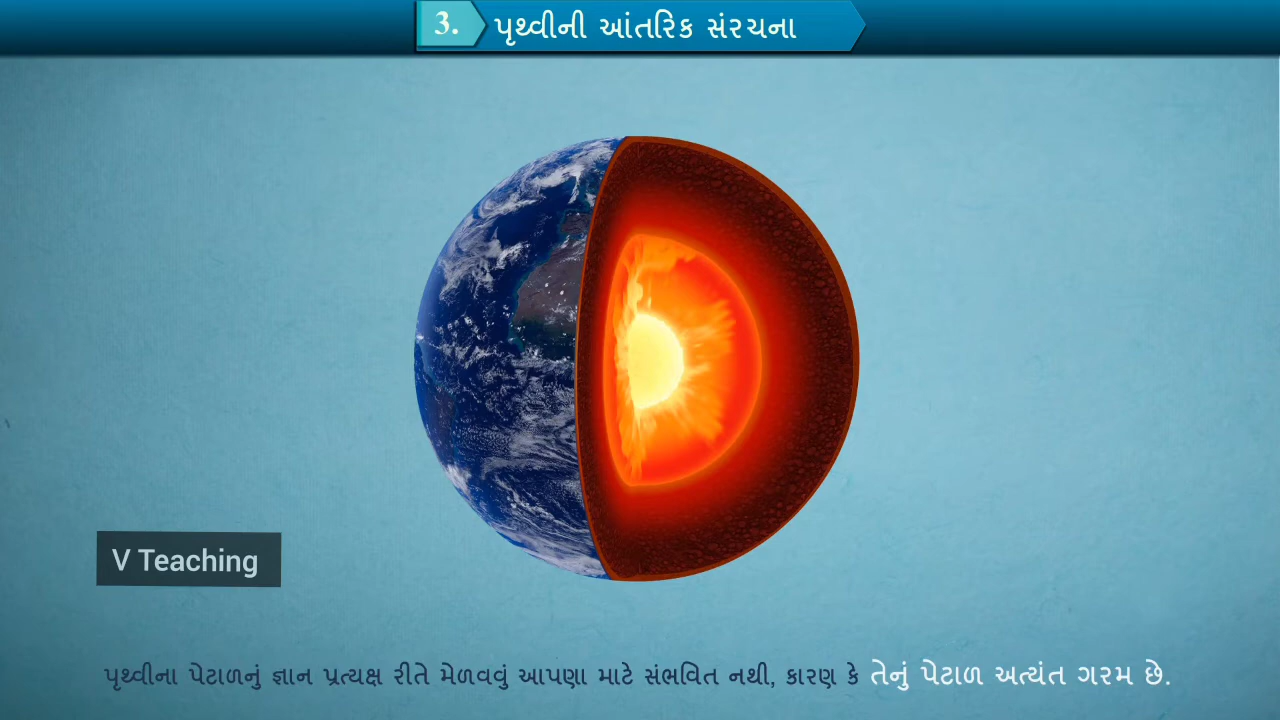 3. પૃથ્વીની આંતરિક સંરચના
V Teaching
પૃથ્વીના પેટાળનું જ્ઞાન પ્રત્યક્ષ રીતે મેળવવું આપણા માટે સંભવિત નથી, કારણ કે તેનું પેટાળ અત્યંત ગરમ છે.